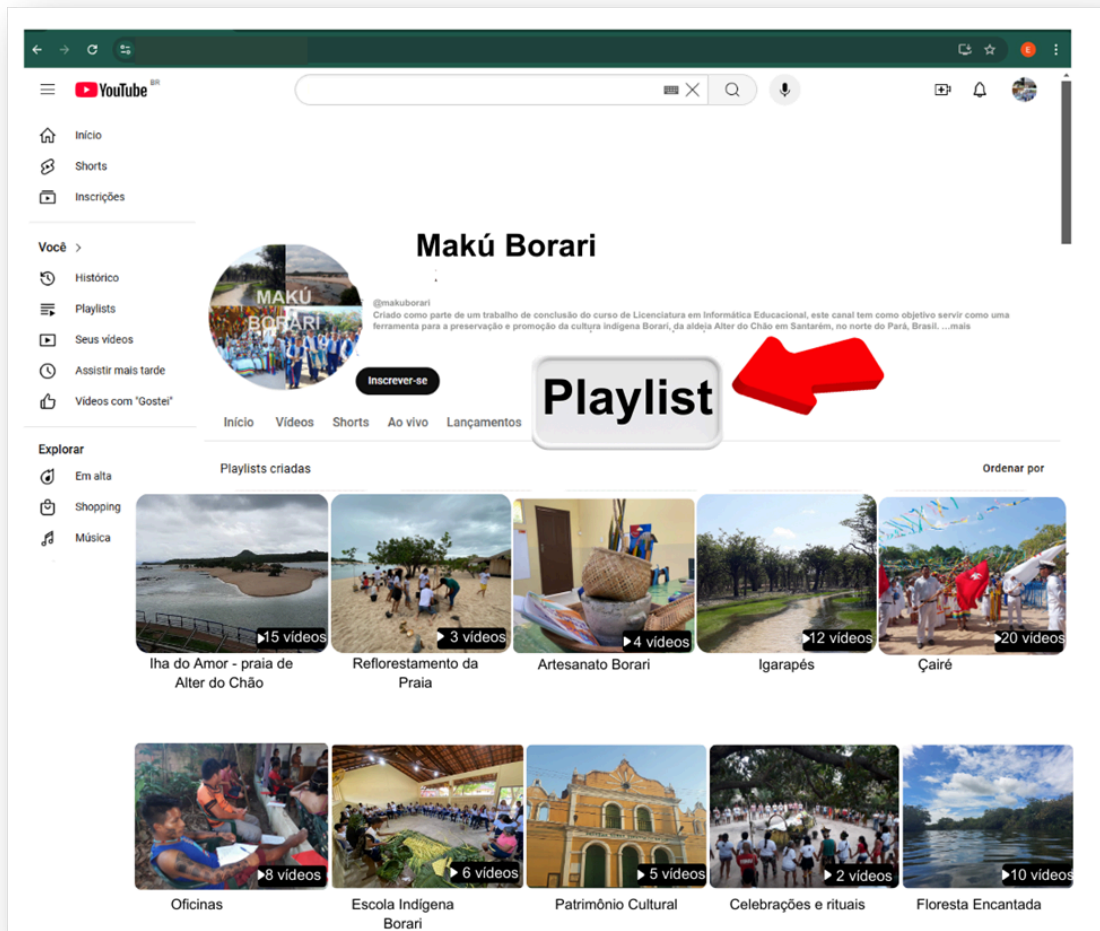 YouTube BR
E
Início
Shorts
Inscrições
Você
Histórico
Playlists
Seus vídeos
Assistir mais tarde
Vídeos com "Gostei"
Explorar
Em alta
Shopping
Música
Makú Borari
MAKÚ
BORARI
@makuborari
Criado como parte de um trabalho de conclusão do curso de Licenciatura em Informática Educacional, este canal tem como objetivo servir como uma
ferramenta para a preservação e promoção da cultura indígena Borari, da aldeia Alter do Chão em Santarém, no norte do Pará, Brasil. ...mais
Inscrever-se
Início Vídeos Shorts Ao vivo Lançamentos Playlist
Playlists criadas
Ordenar por
15 vídeos
3 vídeos
4 vídeos
12 vídeos
20 vídeos
Iha do Amor - praia de
Alter do Chão
Reflorestamento da
Praia
Artesanato Borari
Igarapés
Çairé
8 vídeos
6 vídeos
5 vídeos
2 vídeos
10 vídeos
Oficinas
Escola Indígena
Borari
Patrimônio Cultural
Celebrações e rituais
Floresta Encantada